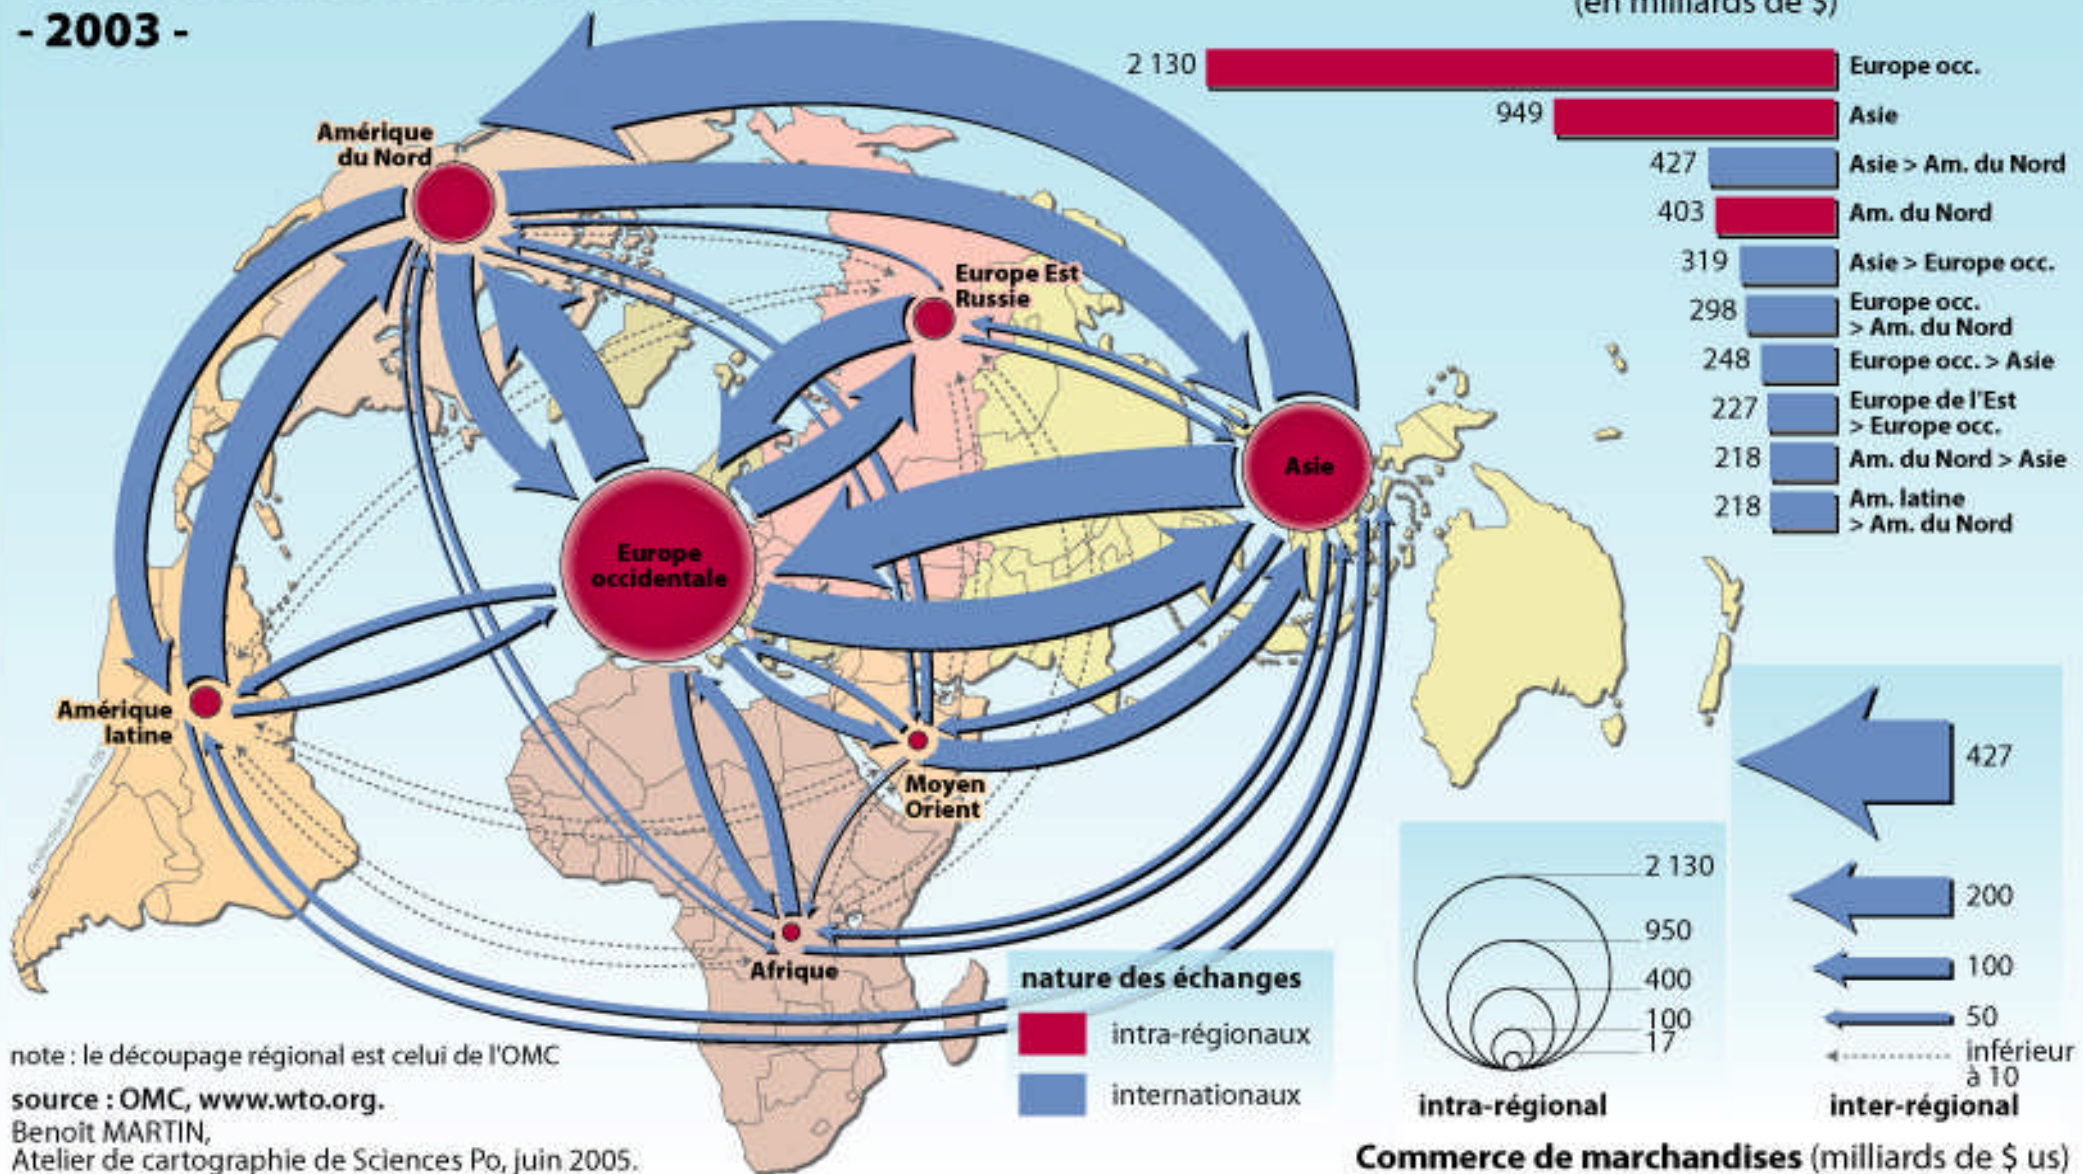 - 2003 -
(en milliards de $)
2 130 Europe occ.
949 Asie
427 Asie > Am. du Nord
403 Am. du Nord
319 Asie > Europe occ.
298 Europe occ.
> Am. du Nord
248 Europe occ. > Asie
227 Europe de l'Est
> Europe occ.
218 Am. du Nord > Asie
218 Am. latine
> Am. du Nord
Amérique
du Nord
Europe Est
Russie
Asie
Europe
occidentale
Amérique
latine
Moyen
Orient
Afrique
nature des échanges
intra-régionaux
internationaux
2 130
950
400
100
17
intra-régional
427
200
100
50
inférieur
à 10
inter-régional
Commerce de marchandises (milliards de $ us)
note : le découpage régional est celui de l'OMC
source : OMC, www.wto.org.
Benoît MARTIN,
Atelier de cartographie de Sciences Po, juin 2005.